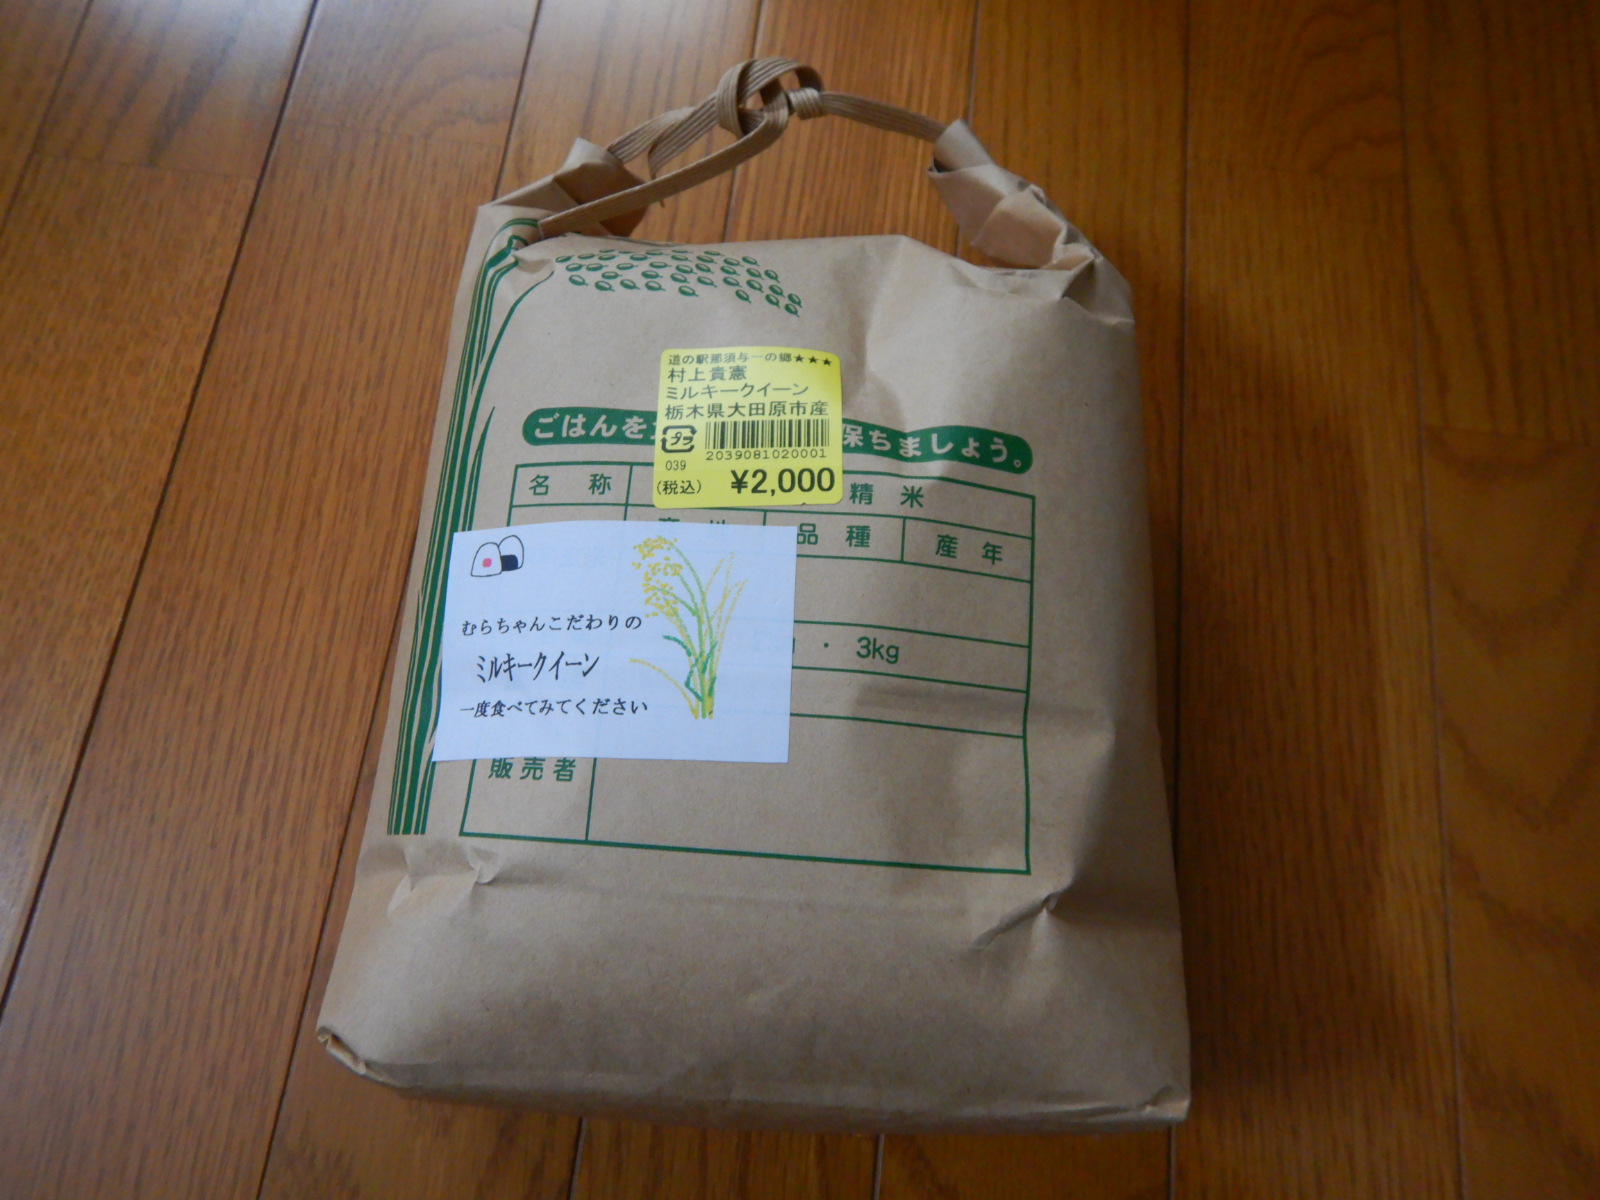 道の駅那須与一の郷★★★
村上貴憲
ミルキークイーン
栃木県大田原市産
プラ
2039081020001
039
(税込) ¥2,000
ごはんを 保ちましょう。
名 称 精 米
品 種 産 年
・ 3kg
むらちゃんこだわりの
ミルキークイーン
一度食べてみてください
販売者